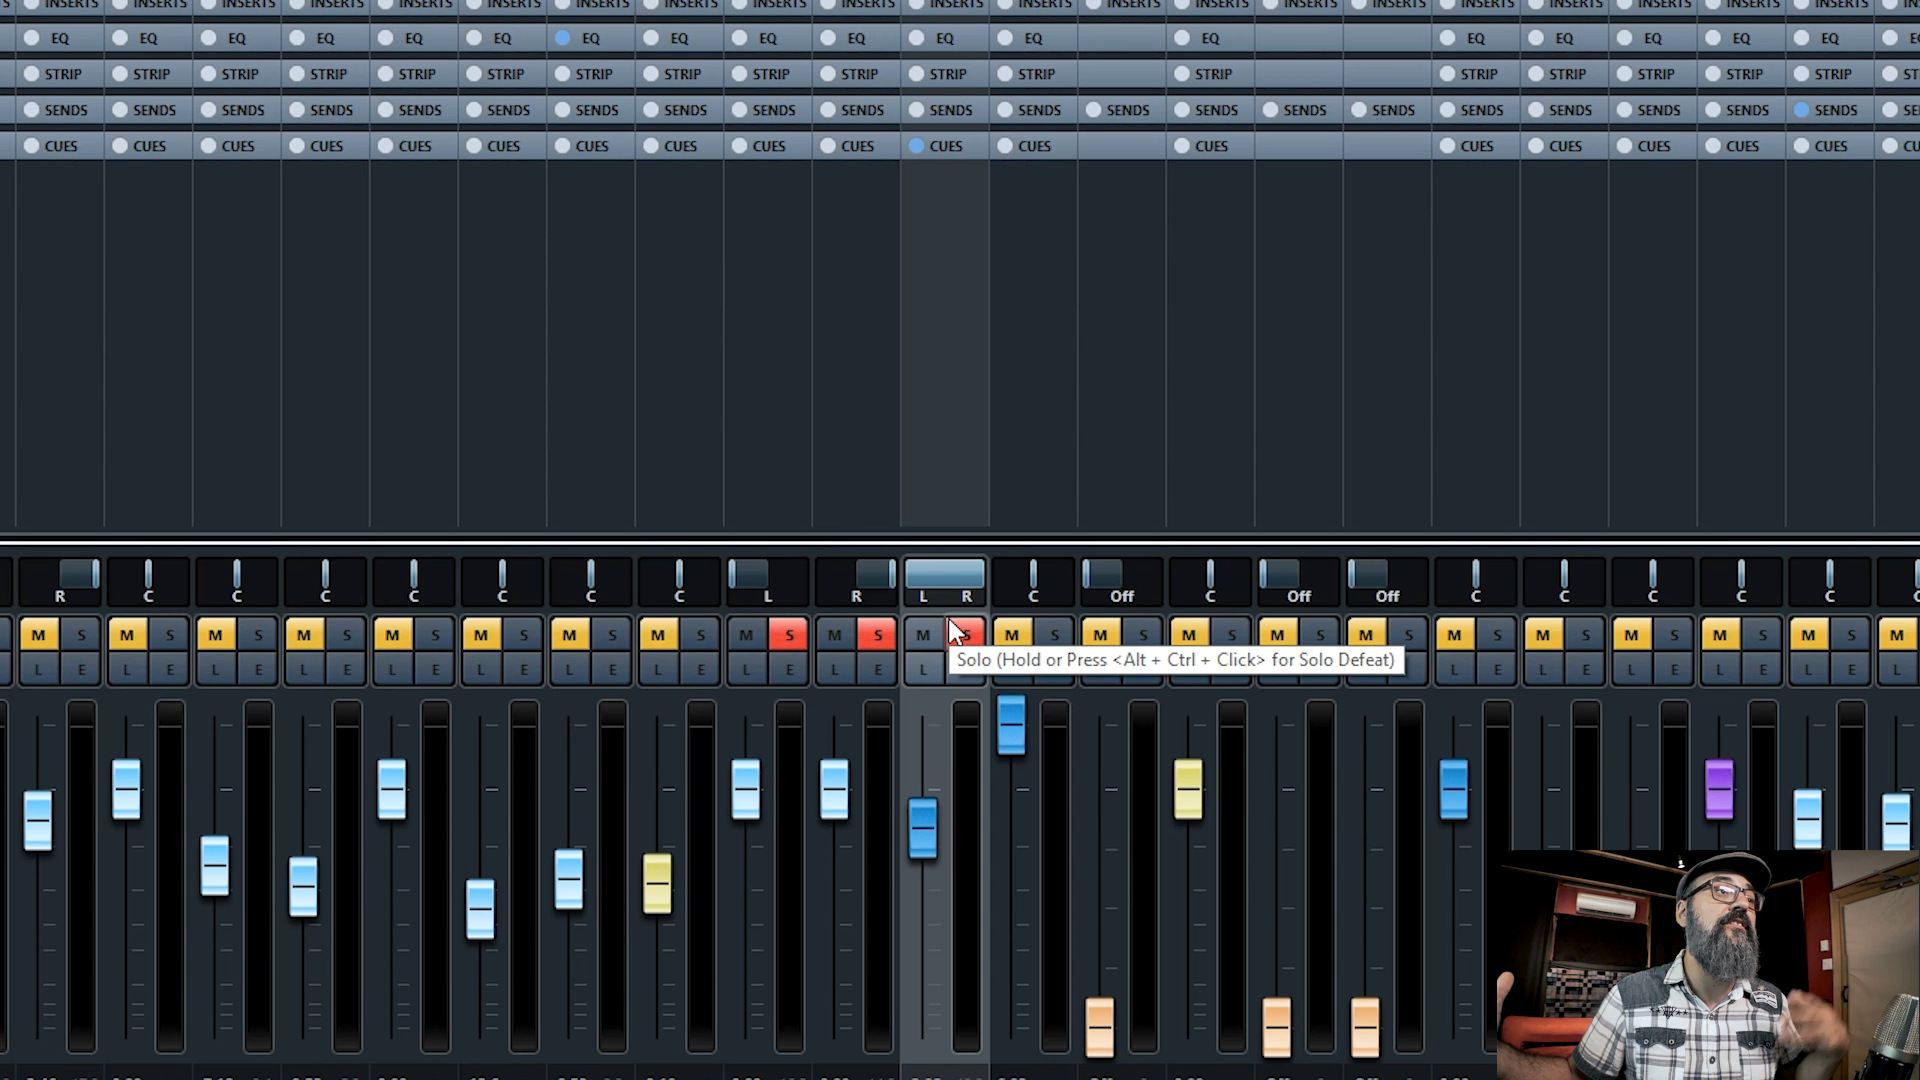 INSERTS INSERTS INSERTS INSERTS INSERTS INSERTS INSERTS INSERTS INSERTS INSERTS INSERTS INSERTS INSERTS INSERTS INSERTS INSERTS INSERTS INSERTS INSERTS INSERTS INSERTS
EQ EQ EQ EQ EQ EQ EQ EQ EQ EQ EQ EQ EQ EQ EQ EQ EQ EQ
STRIP STRIP STRIP STRIP STRIP STRIP STRIP STRIP STRIP STRIP STRIP STRIP STRIP STRIP STRIP STRIP STRIP STRIP
SENDS SENDS SENDS SENDS SENDS SENDS SENDS SENDS SENDS SENDS SENDS SENDS SENDS SENDS SENDS SENDS SENDS SENDS SENDS SENDS SENDS
CUES CUES CUES CUES CUES CUES CUES CUES CUES CUES CUES CUES CUES CUES CUES CUES CUES CUES
R C C C C C C C L R L R C Off C Off Off C C C C C
M S M S M S M S M S M S M S M S M S M S M S M S M S M S M S M S M S M S M S M S M S M
Solo (Hold or Press <Alt + Ctrl + Click> for Solo Defeat)
L E L E L E L E L E L E L E L E L E L E L L E L E L E L E L E L